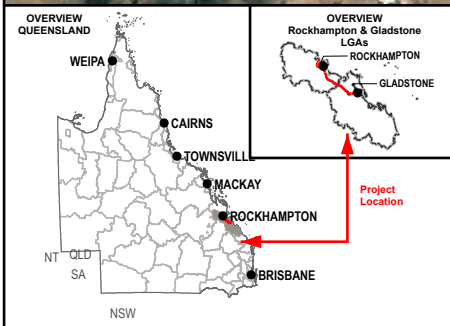 OVERVIEW
QUEENSLAND
WEIPA
CAIRNS
TOWNSVILLE
MACKAY
ROCKHAMPTON
BRISBANE
NT
QLD
SA
NSW
OVERVIEW
Rockhampton & Gladstone
LGAs
ROCKHAMPTON
GLADSTONE
Project
Location